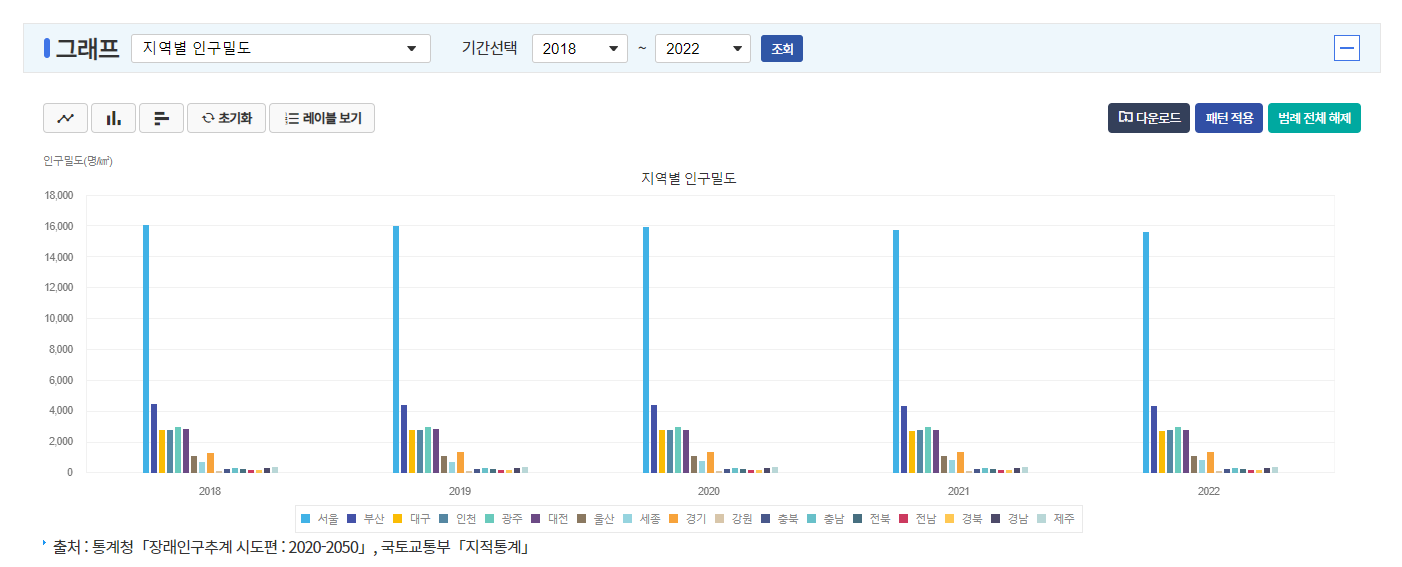 그래프 지역별 인구밀도 기간선택 2018 ~ 2022 조회
초기화 레이블 보기 다운로드 패턴 적용 범례 전체 해제
인구밀도(명/㎢)
지역별 인구밀도
18,000
16,000
14,000
12,000
10,000
8,000
6,000
4,000
2,000
0
2018 2019 2020 2021 2022
서울 부산 대구 인천 광주 대전 울산 세종 경기 강원 충북 충남 전북 전남 경북 경남 제주
출처 : 통계청「장래인구추계 시도편 : 2020-2050」, 국토교통부「지적통계」